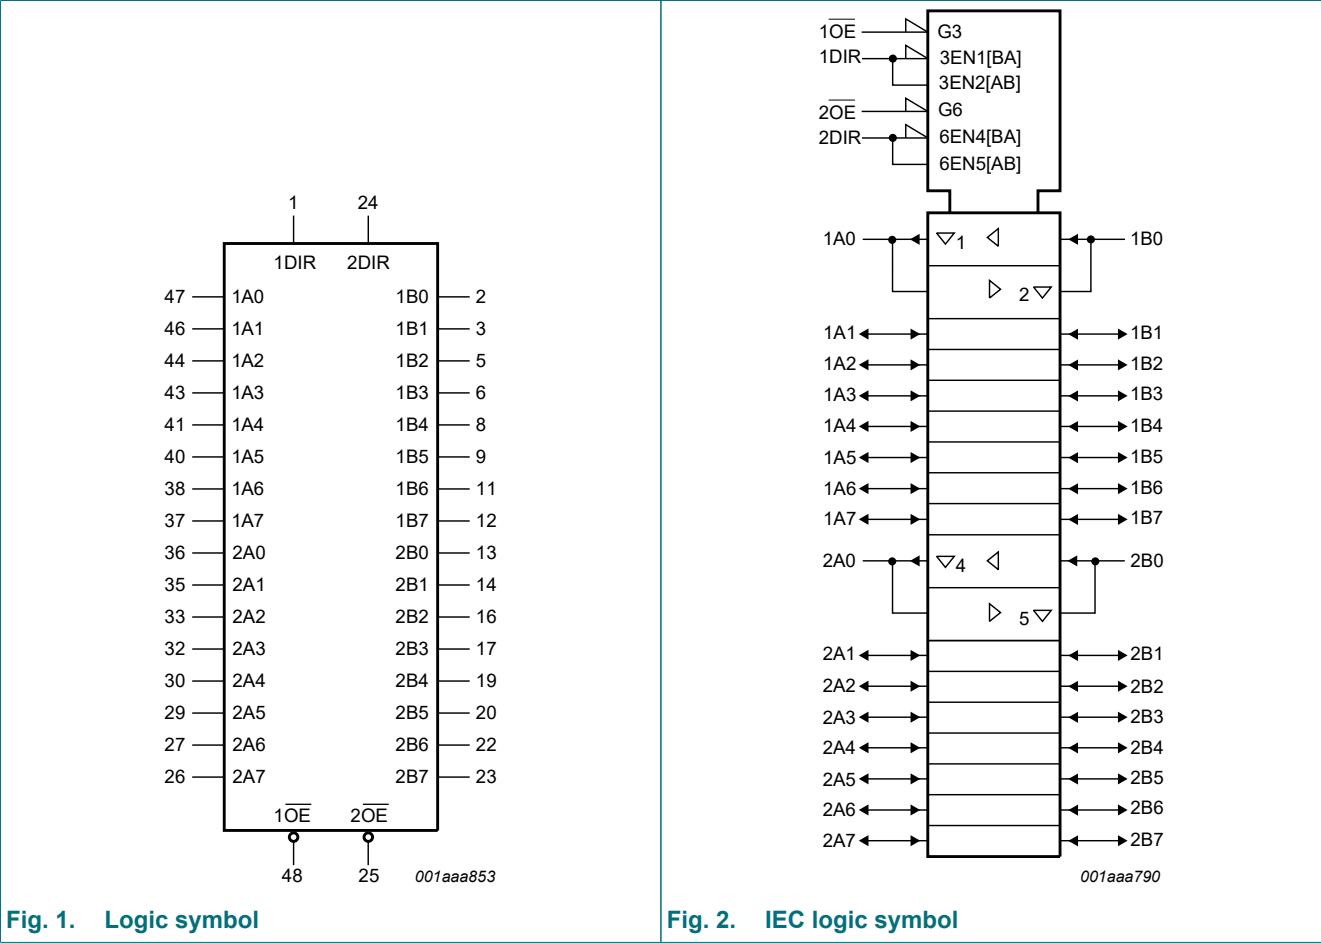 1 24
1DIR 2DIR
47 1A0 1B0 2
46 1A1 1B1 3
44 1A2 1B2 5
43 1A3 1B3 6
41 1A4 1B4 8
40 1A5 1B5 9
38 1A6 1B6 11
37 1A7 1B7 12
36 2A0 2B0 13
35 2A1 2B1 14
33 2A2 2B2 16
32 2A3 2B3 17
30 2A4 2B4 19
29 2A5 2B5 20
27 2A6 2B6 22
26 2A7 2B7 23
1O̅E̅ 2O̅E̅
48 25 001aaa853
Fig. 1. Logic symbol
1O̅E̅ G3
1DIR 3EN1[BA]
3EN2[AB]
2O̅E̅ G6
2DIR 6EN4[BA]
6EN5[AB]
1A0 1 1B0
2
1A1 1B1
1A2 1B2
1A3 1B3
1A4 1B4
1A5 1B5
1A6 1B6
1A7 1B7
2A0 4 2B0
5
2A1 2B1
2A2 2B2
2A3 2B3
2A4 2B4
2A5 2B5
2A6 2B6
2A7 2B7
001aaa790
Fig. 2. IEC logic symbol